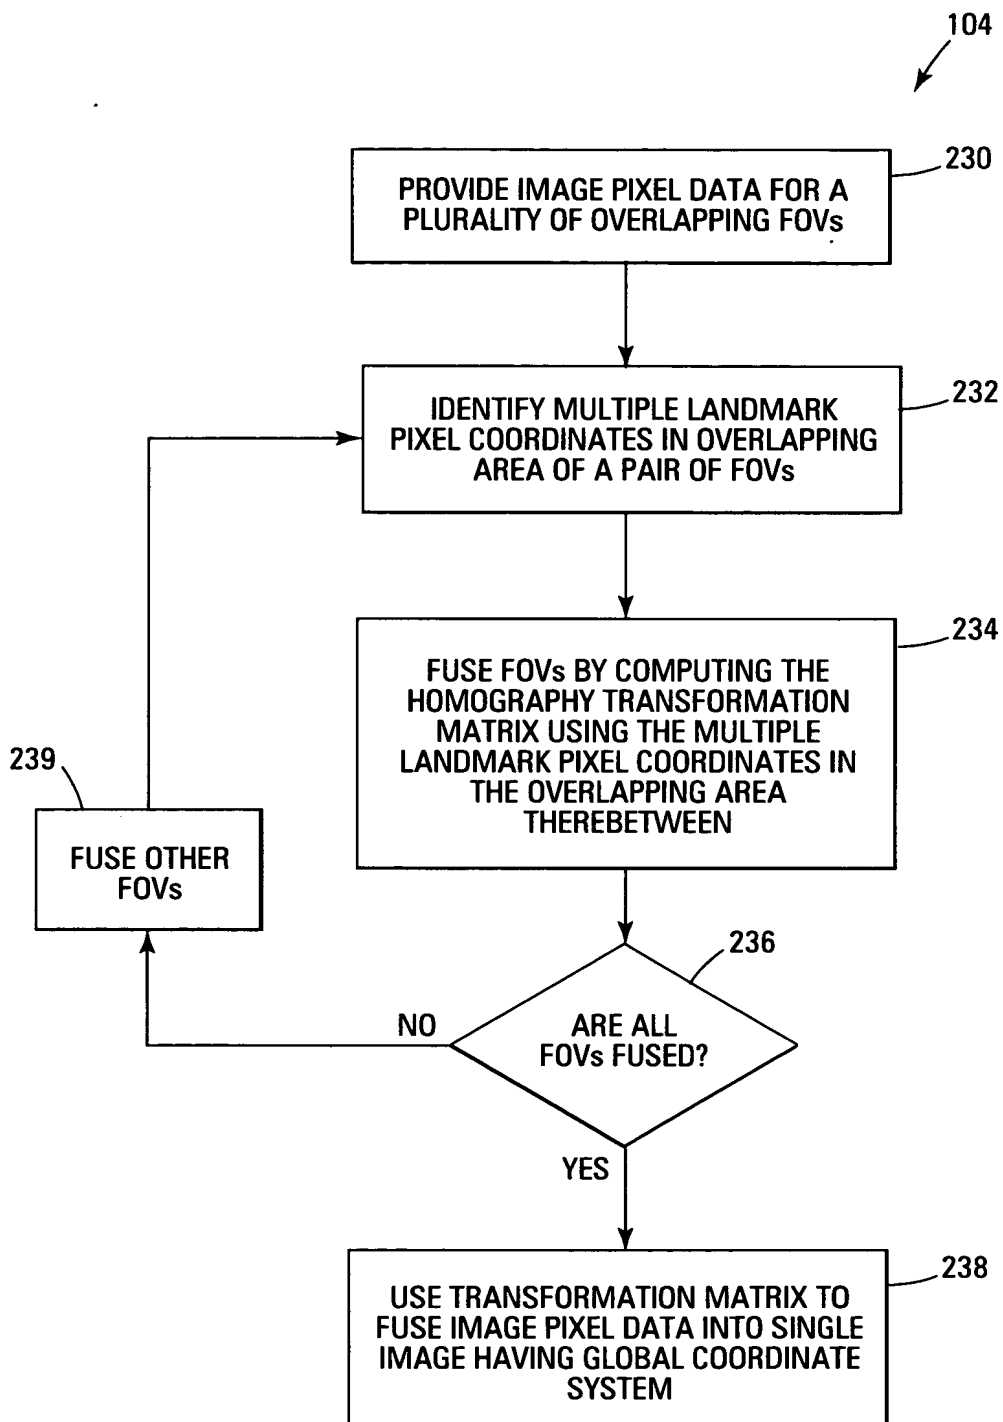 104
230
PROVIDE IMAGE PIXEL DATA FOR A
PLURALITY OF OVERLAPPING FOVs
232
IDENTIFY MULTIPLE LANDMARK
PIXEL COORDINATES IN OVERLAPPING
AREA OF A PAIR OF FOVs
234
FUSE FOVs BY COMPUTING THE
HOMOGRAPHY TRANSFORMATION
MATRIX USING THE MULTIPLE
LANDMARK PIXEL COORDINATES IN
THE OVERLAPPING AREA
THEREBETWEEN
239
FUSE OTHER
FOVs
236
NO
ARE ALL
FOVs FUSED?
YES
238
USE TRANSFORMATION MATRIX TO
FUSE IMAGE PIXEL DATA INTO SINGLE
IMAGE HAVING GLOBAL COORDINATE
SYSTEM